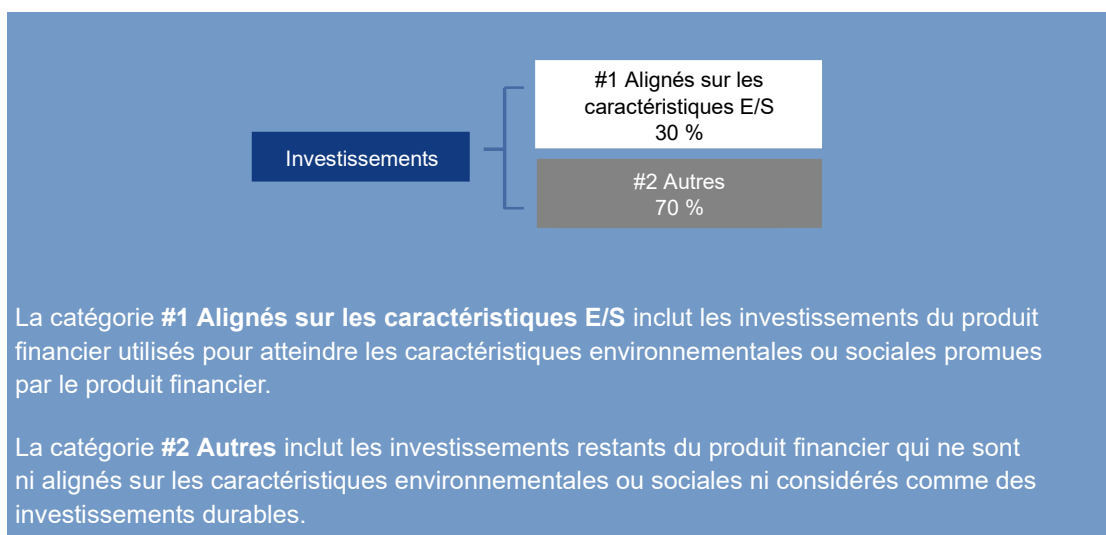 #1 Alignés sur les
caractéristiques E/S
30 %
Investissements
#2 Autres
70 %
La catégorie #1 Alignés sur les caractéristiques E/S inclut les investissements du produit
financier utilisés pour atteindre les caractéristiques environnementales ou sociales promues
par le produit financier.
La catégorie #2 Autres inclut les investissements restants du produit financier qui ne sont
ni alignés sur les caractéristiques environnementales ou sociales ni considérés comme des
investissements durables.